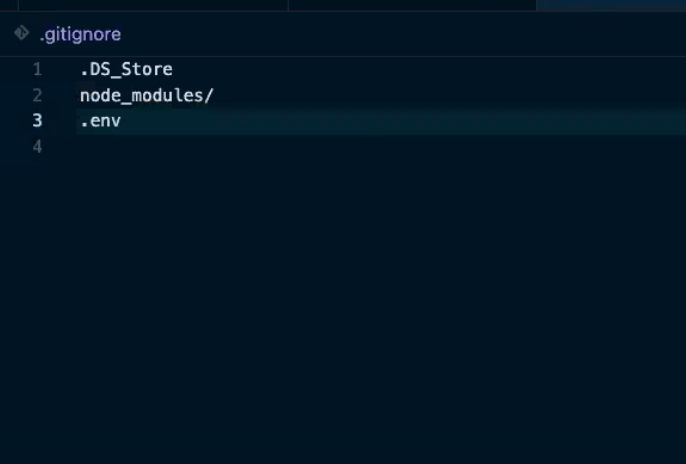 .gitignore
1 .DS_Store
2 node_modules/
3 .env
4